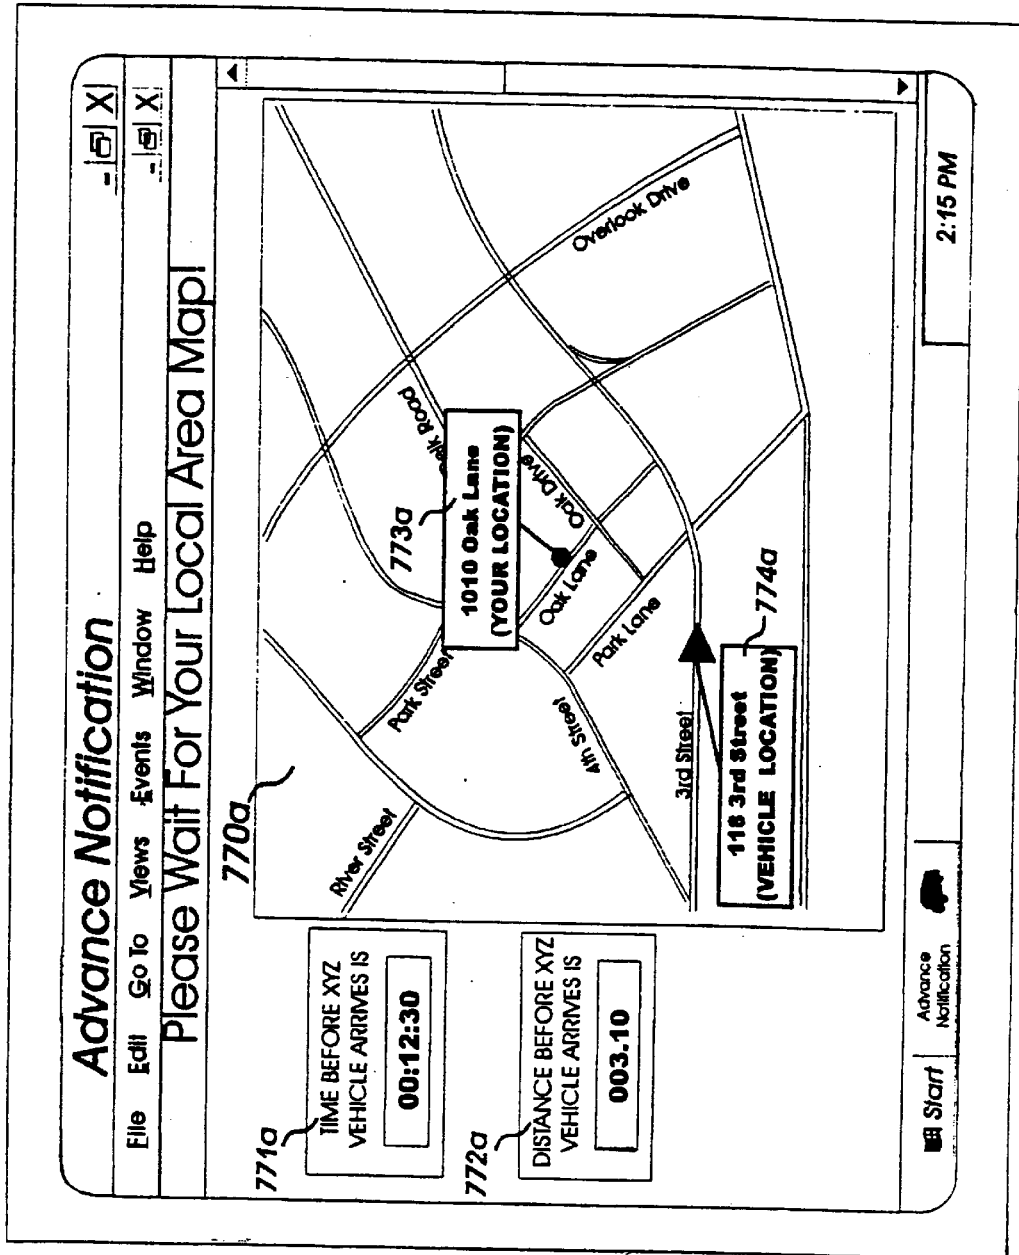 Advance Notification
File Edit Go To Views Events Window Help
Please Wait For Your Local Area Map!
771a
TIME BEFORE XYZ
VEHICLE ARRIVES IS
00:12:30
772a
DISTANCE BEFORE XYZ
VEHICLE ARRIVES IS
003.10
770a
River Street
Park Street
773a
1010 Oak Lane
(YOUR LOCATION)
Road
Oak Drive
Oak Lane
Park Lane
4th Street
Overlook Drive
3rd Street
118 3rd Street
(VEHICLE LOCATION)
774a
Start
Advance
Notification
2:15 PM